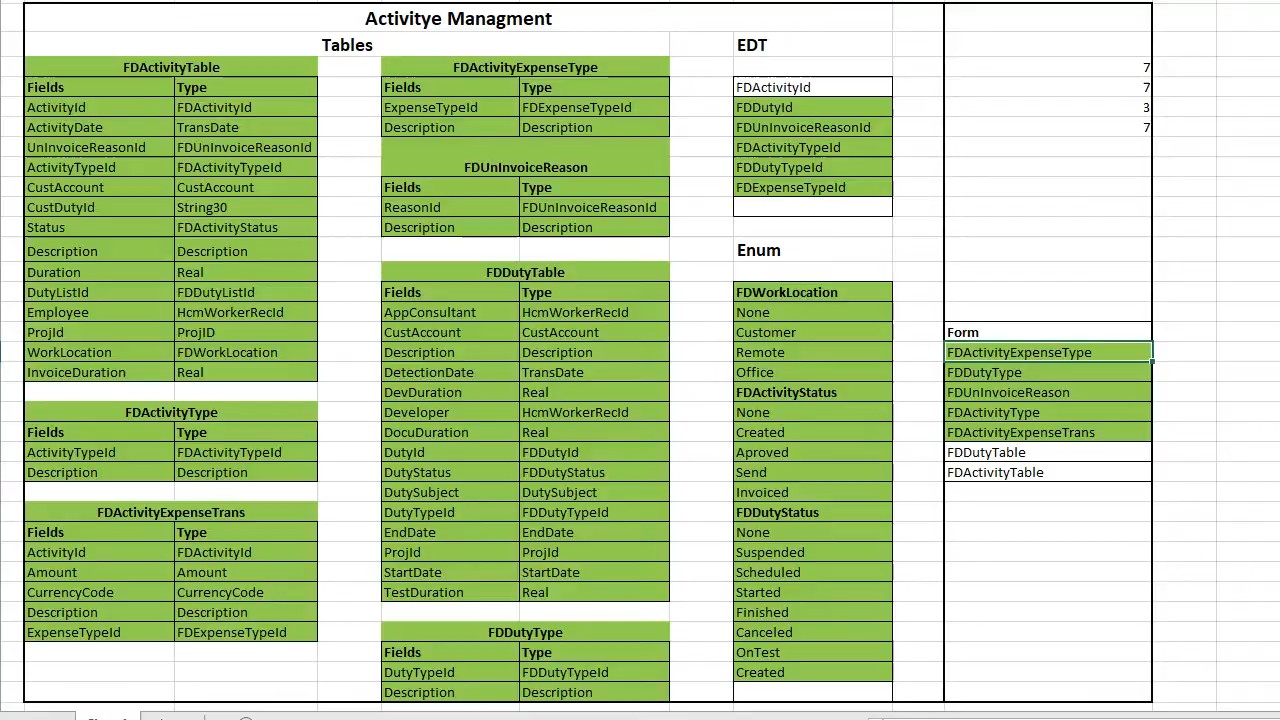 Activitye Managment
Tables
EDT
FDActivityTable
Fields Type
ActivityId FDActivityId
ActivityDate TransDate
UnInvoiceReasonId FDUnInvoiceReasonId
ActivityTypeId FDActivityTypeId
CustAccount CustAccount
CustDutyId String30
Status FDActivityStatus
Description Description
Duration Real
DutyListId FDDutyListId
Employee HcmWorkerRecId
ProjId ProjID
WorkLocation FDWorkLocation
InvoiceDuration Real
FDActivityType
Fields Type
ActivityTypeId FDActivityTypeId
Description Description
FDActivityExpenseTrans
Fields Type
ActivityId FDActivityId
Amount Amount
CurrencyCode CurrencyCode
Description Description
ExpenseTypeId FDExpenseTypeId
FDActivityExpenseType
Fields Type
ExpenseTypeId FDExpenseTypeId
Description Description
FDUnInvoiceReason
Fields Type
ReasonId FDUnInvoiceReasonId
Description Description
FDDutyTable
Fields Type
AppConsultant HcmWorkerRecId
CustAccount CustAccount
Description Description
DetectionDate TransDate
DevDuration Real
Developer HcmWorkerRecId
DocuDuration Real
DutyId FDDutyId
DutyStatus FDDutyStatus
DutySubject DutySubject
DutyTypeId FDDutyTypeId
EndDate EndDate
ProjId ProjId
StartDate StartDate
TestDuration Real
FDDutyType
Fields Type
DutyTypeId FDDutyTypeId
Description Description
FDActivityId
FDDutyId
FDUnInvoiceReasonId
FDActivityTypeId
FDDutyTypeId
FDExpenseTypeId
Enum
FDWorkLocation
None
Customer
Remote
Office
FDActivityStatus
None
Created
Aproved
Send
Invoiced
FDDutyStatus
None
Suspended
Scheduled
Started
Finished
Canceled
OnTest
Created
7
7
3
7
Form
FDActivityExpenseType
FDDutyType
FDUnInvoiceReason
FDActivityType
FDActivityExpenseTrans
FDDutyTable
FDActivityTable